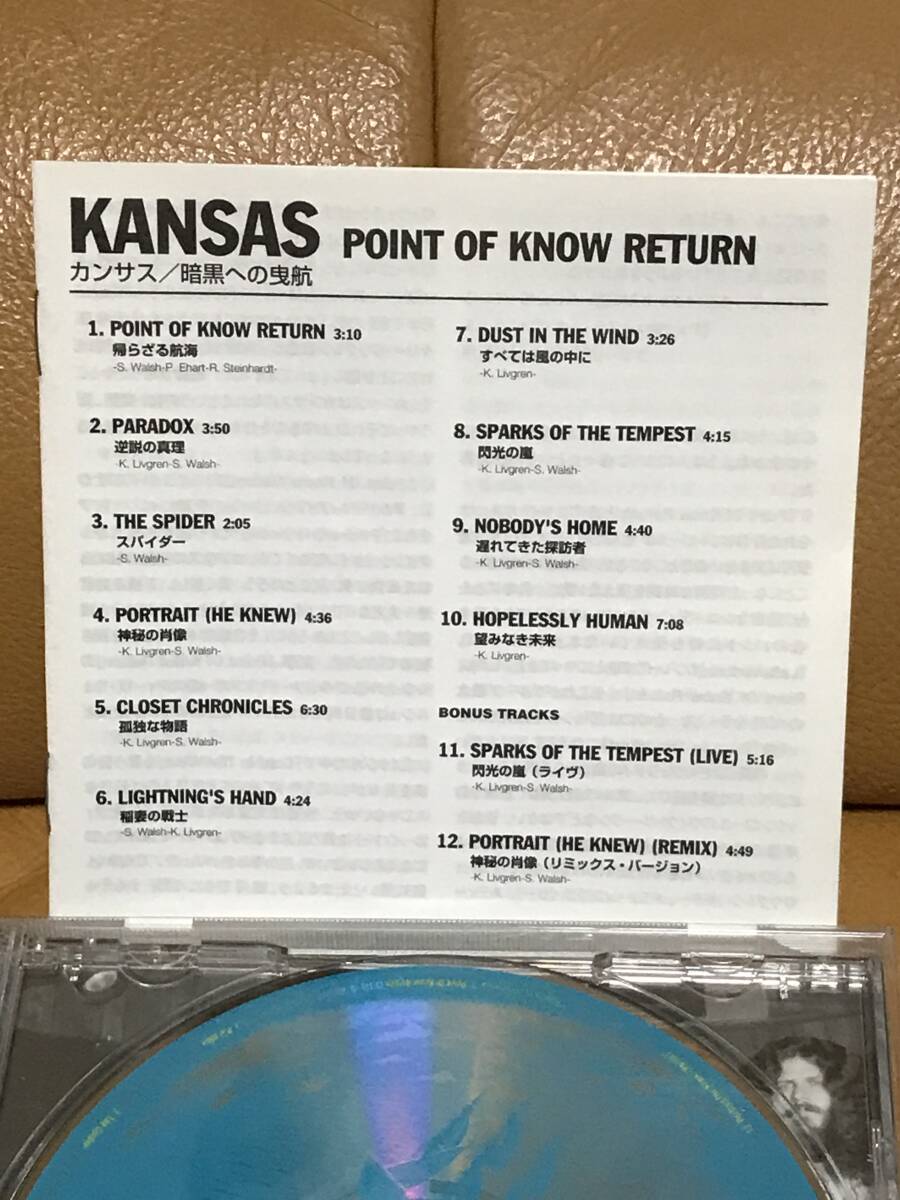 KANSAS POINT OF KNOW RETURN
カンサス／暗黒への曳航
1. POINT OF KNOW RETURN 3:10
帰らざる航海
-S. Walsh-P. Ehart-R. Steinhardt-
2. PARADOX 3:50
逆説の真理
-K. Livgren-S. Walsh-
3. THE SPIDER 2:05
スパイダー
-S. Walsh-
4. PORTRAIT (HE KNEW) 4:36
神秘の肖像
-K. Livgren-S. Walsh-
5. CLOSET CHRONICLES 6:30
孤独な物語
-K. Livgren-S. Walsh-
6. LIGHTNING'S HAND 4:24
稲妻の戦士
-S. Walsh-K. Livgren-
7. DUST IN THE WIND 3:26
すべては風の中に
-K. Livgren-
8. SPARKS OF THE TEMPEST 4:15
閃光の嵐
-K. Livgren-S. Walsh-
9. NOBODY'S HOME 4:40
遅れてきた探訪者
-K. Livgren-S. Walsh-
10. HOPELESSLY HUMAN 7:08
望みなき未来
-K. Livgren-
BONUS TRACKS
11. SPARKS OF THE TEMPEST (LIVE) 5:16
閃光の嵐（ライヴ）
-K. Livgren-S. Walsh-
12. PORTRAIT (HE KNEW) (REMIX) 4:49
神秘の肖像（リミックス・バージョン）
-K. Livgren-S. Walsh-